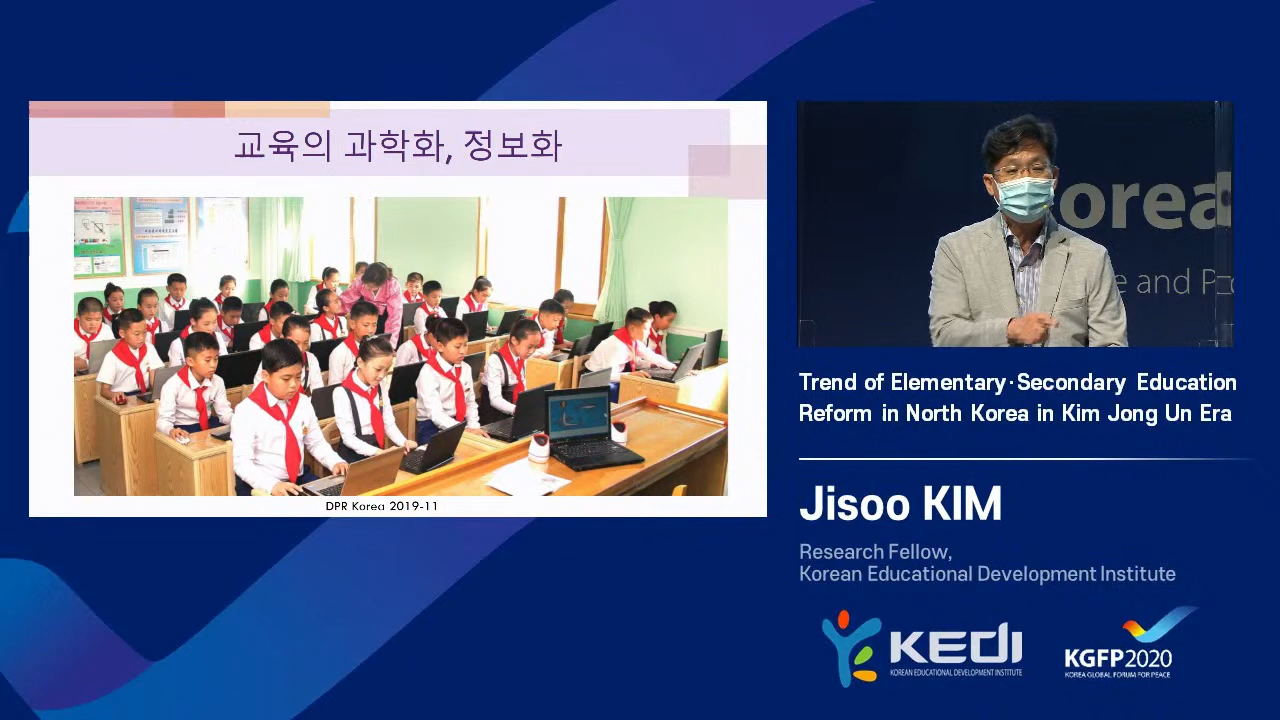 교육의 과학화, 정보화
DPR Korea 2019-11
orea
e and P
Trend of Elementary·Secondary Education
Reform in North Korea in Kim Jong Un Era
Jisoo KIM
Research Fellow,
Korean Educational Development Institute
KEDI
KOREAN EDUCATIONAL DEVELOPMENT INSTITUTE
KGFP2020
KOREA GLOBAL FORUM FOR PEACE